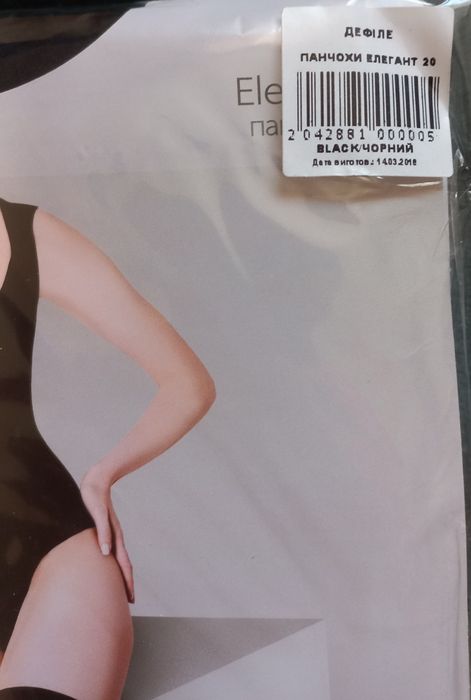 ДЕФІЛЕ
ПАНЧОХИ ЕЛЕГАНТ 20
2 042881 000005
BLACK/ЧОРНИЙ
Дата виготов.: 14.03.2018
Ele
па